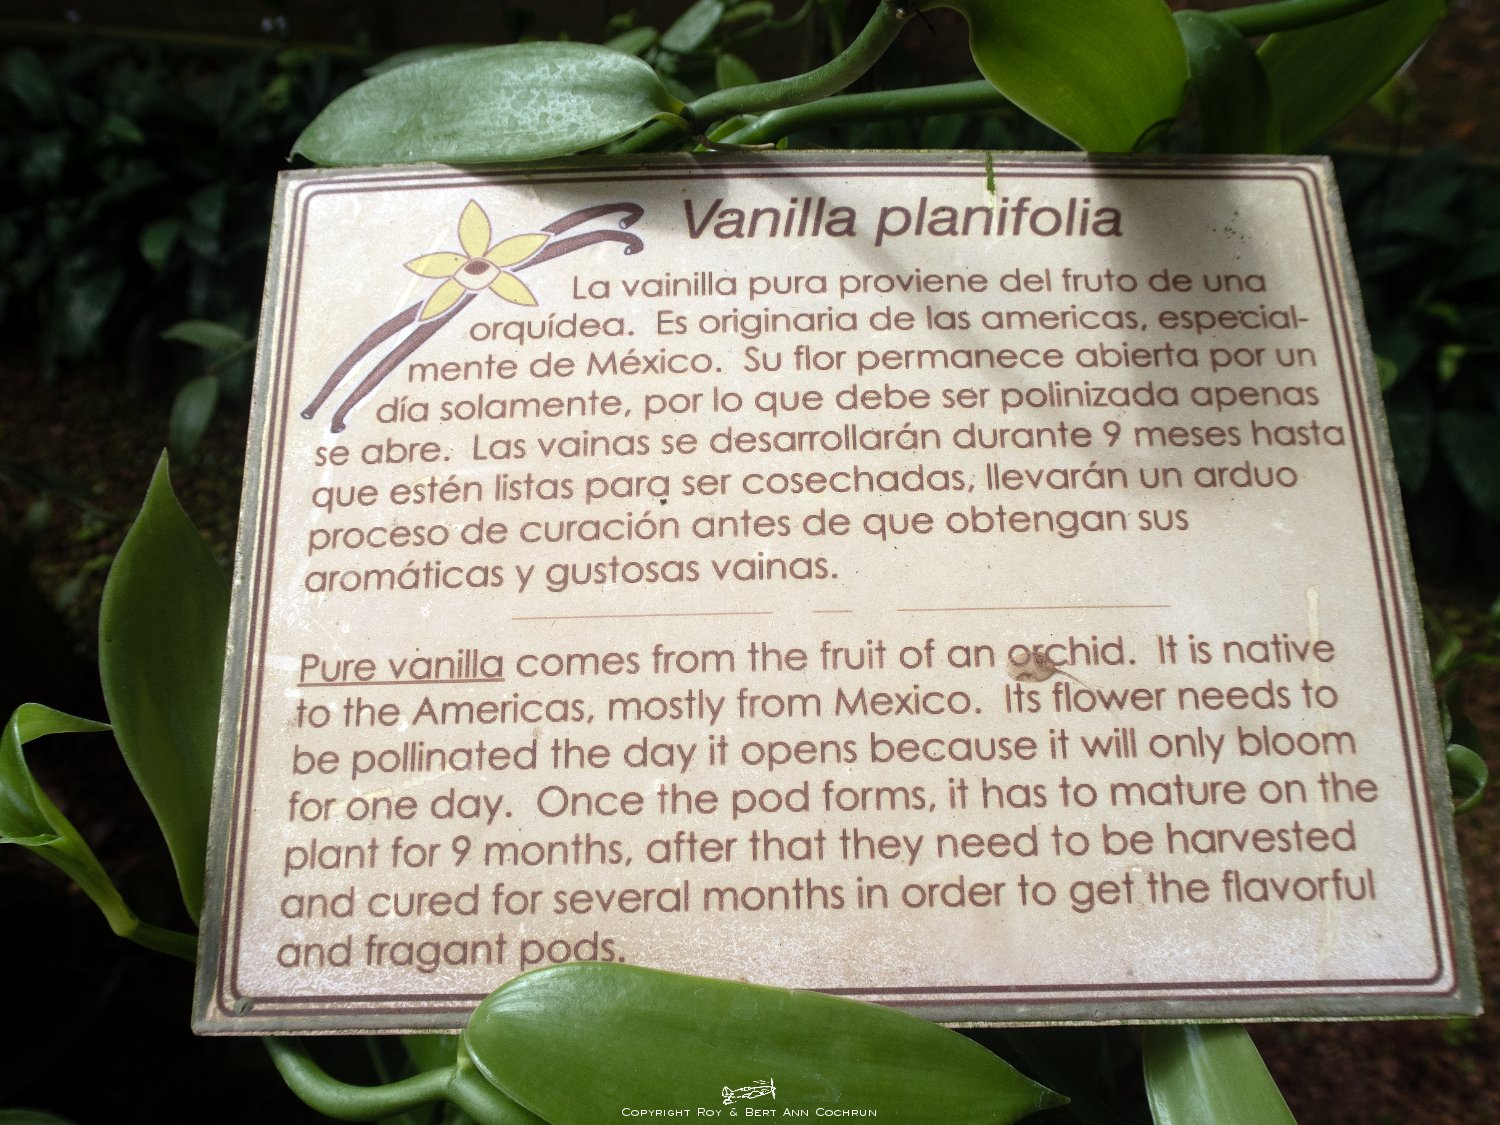 Vanilla planifolia
La vainilla pura proviene del fruto de una
orquídea. Es originaria de las americas, especial-
mente de México. Su flor permanece abierta por un
día solamente, por lo que debe ser polinizada apenas
se abre. Las vainas se desarrollarán durante 9 meses hasta
que estén listas para ser cosechadas, llevarán un arduo
proceso de curación antes de que obtengan sus
aromáticas y gustosas vainas.
Pure vanilla comes from the fruit of an orchid. It is native
to the Americas, mostly from Mexico. Its flower needs to
be pollinated the day it opens because it will only bloom
for one day. Once the pod forms, it has to mature on the
plant for 9 months, after that they need to be harvested
and cured for several months in order to get the flavorful
and fragant pods.
Copyright Roy & Bert Ann Cochrun